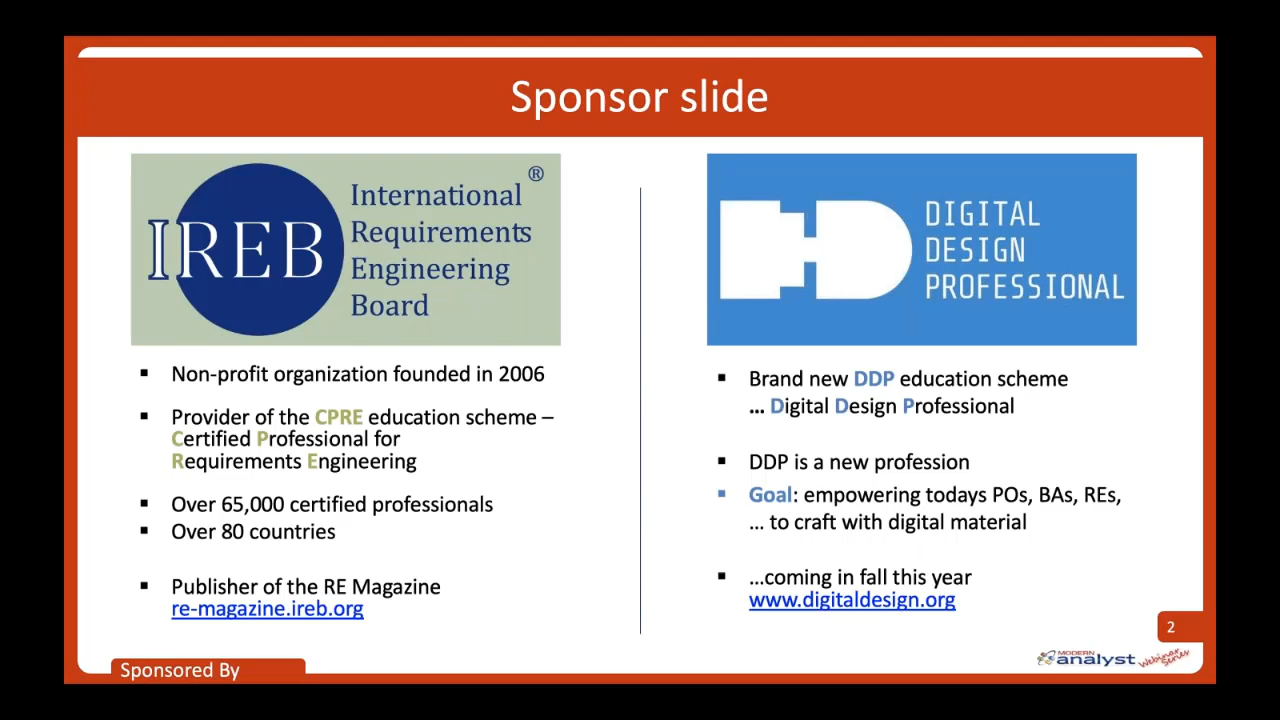 Sponsor slide
IREB
International
Requirements
Engineering
Board
®
Non-profit organization founded in 2006
Provider of the CPRE education scheme –
Certified Professional for
Requirements Engineering
Over 65,000 certified professionals
Over 80 countries
Publisher of the RE Magazine
re-magazine.ireb.org
DIGITAL
DESIGN
PROFESSIONAL
Brand new DDP education scheme
... Digital Design Professional
DDP is a new profession
Goal: empowering todays POs, BAs, REs,
... to craft with digital material
...coming in fall this year
www.digitaldesign.org
2
MODERN
analyst
Webinar
Series
Sponsored By